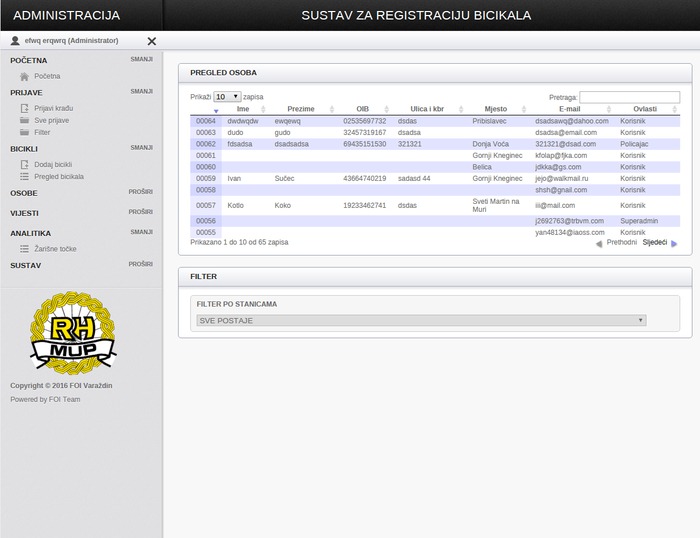 ADMINISTRACIJA
SUSTAV ZA REGISTRACIJU BICIKALA
efwq erqwrq (Administrator)
POČETNA SMANJI
Početna
PRIJAVE SMANJI
Prijavi krađu
Sve prijave
Filter
BICIKLI SMANJI
Dodaj bicikli
Pregled bicikala
OSOBE PROŠIRI
VIJESTI PROŠIRI
ANALITIKA SMANJI
Žarišne točke
SUSTAV PROŠIRI
RH
MUP
Copyright © 2016 FOI Varaždin
Powered by FOI Team
PREGLED OSOBA
Prikaži 10 zapisa
Pretraga:
Ime Prezime OIB Ulica i kbr Mjesto E-mail Ovlasti
00064 dwdwqdw ewqewq 02535697732 dsdas Pribislavec dsadsawq@dahoo.com Korisnik
00063 dudo gudo 32457319167 dsadsa dsadsa@email.com Korisnik
00062 fdsadsa dsadsadsa 69435151530 321321 Donja Voća 321321@dsad.com Policajac
00061 Gornji Kneginec kfolap@fjka.com Korisnik
00060 Belica jdkka@gs.com Korisnik
00059 Ivan Sučec 43664740219 sadasd 44 Gornji Kneginec jejo@walkmail.ru Korisnik
00058 shsh@gnail.com Korisnik
00057 Kotlo Koko 19233462741 dsdas Sveti Martin na Muri iii@mail.com Korisnik
00056 j2692763@trbvm.com Superadmin
00055 yan48134@iaoss.com Korisnik
Prikazano 1 do 10 od 65 zapisa
Prethodni Sljedeći
FILTER
FILTER PO STANICAMA
SVE POSTAJE